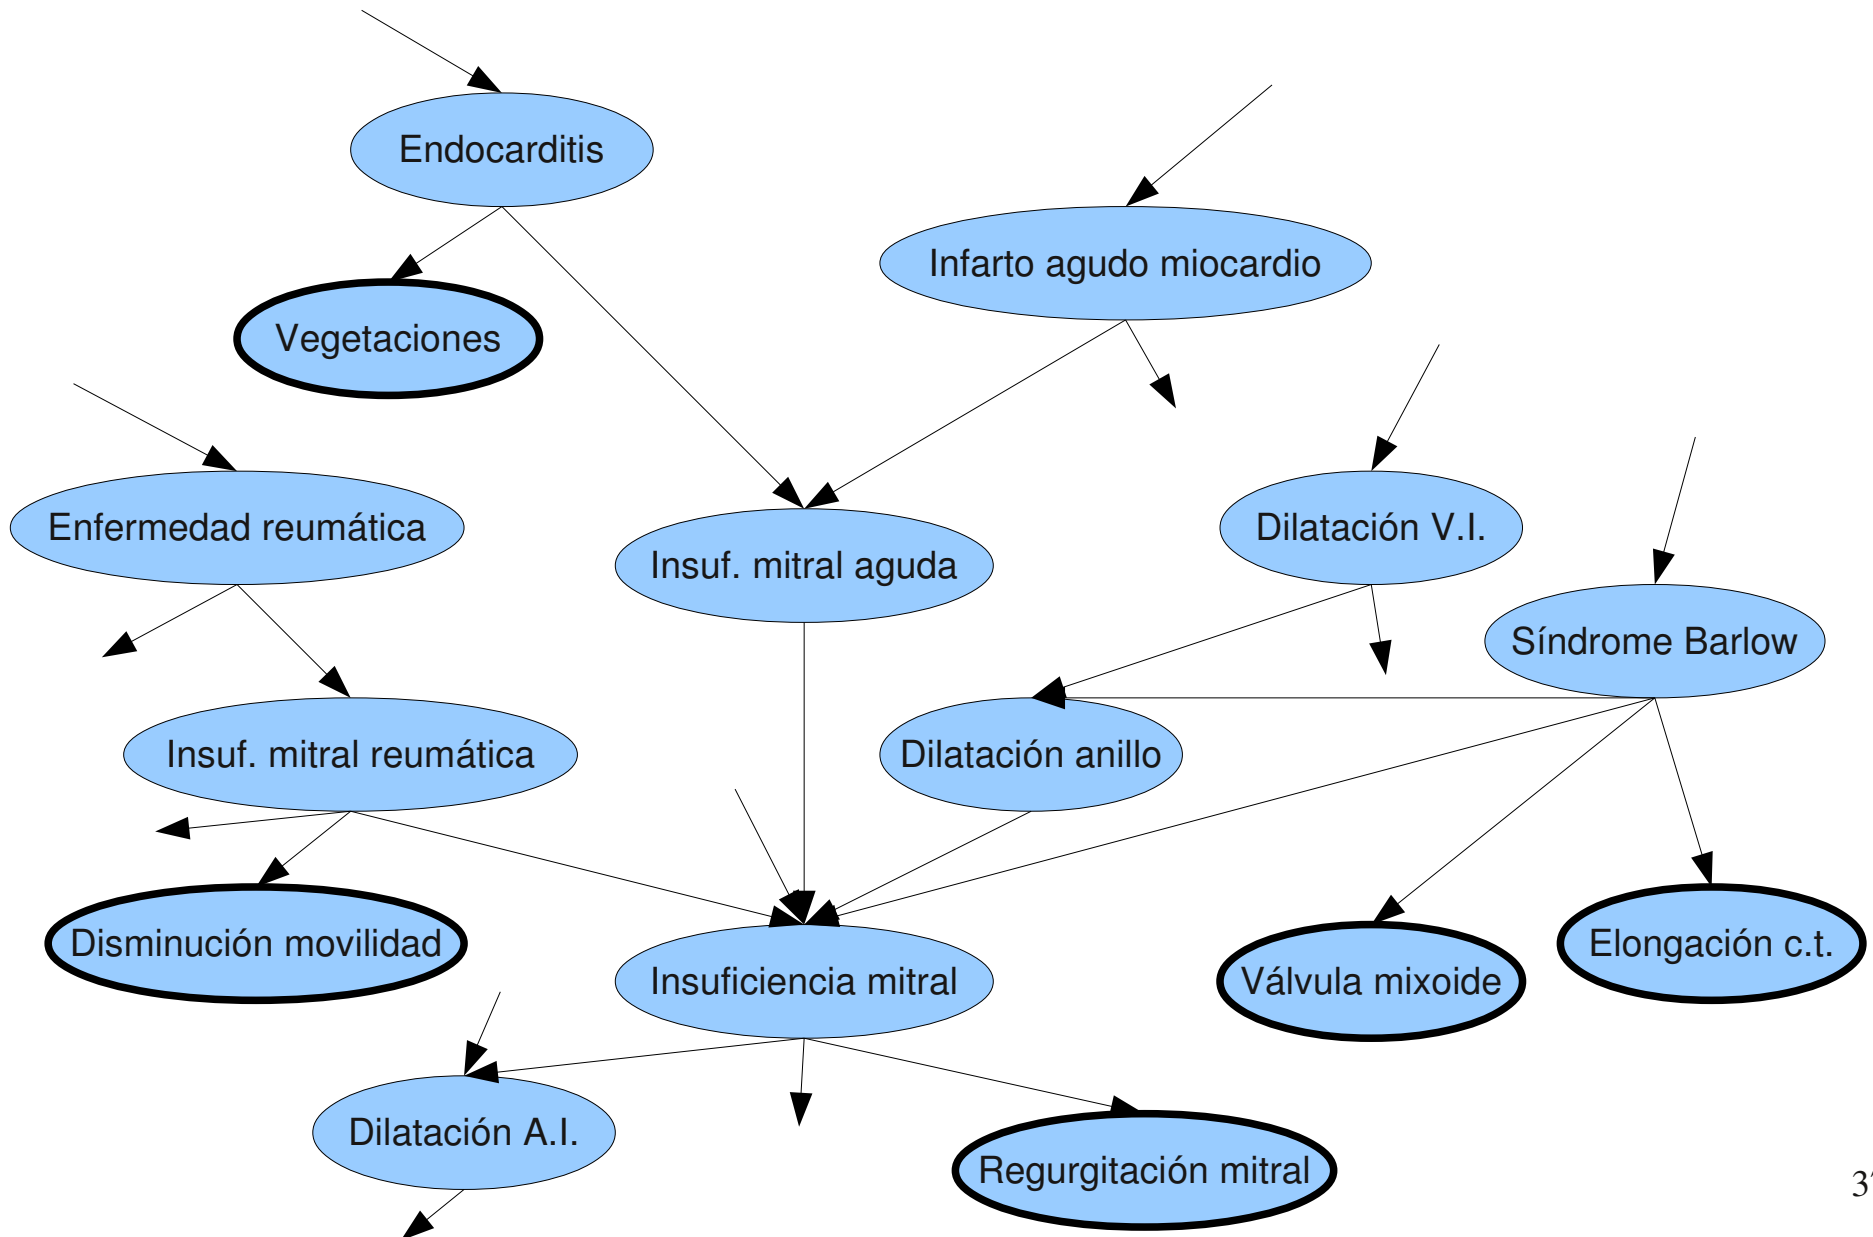 Endocarditis
Infarto agudo miocardio
Vegetaciones
Enfermedad reumática
Insuf. mitral aguda
Dilatación V.I.
Síndrome Barlow
Insuf. mitral reumática
Dilatación anillo
Disminución movilidad
Insuficiencia mitral
Válvula mixoide
Elongación c.t.
Dilatación A.I.
Regurgitación mitral